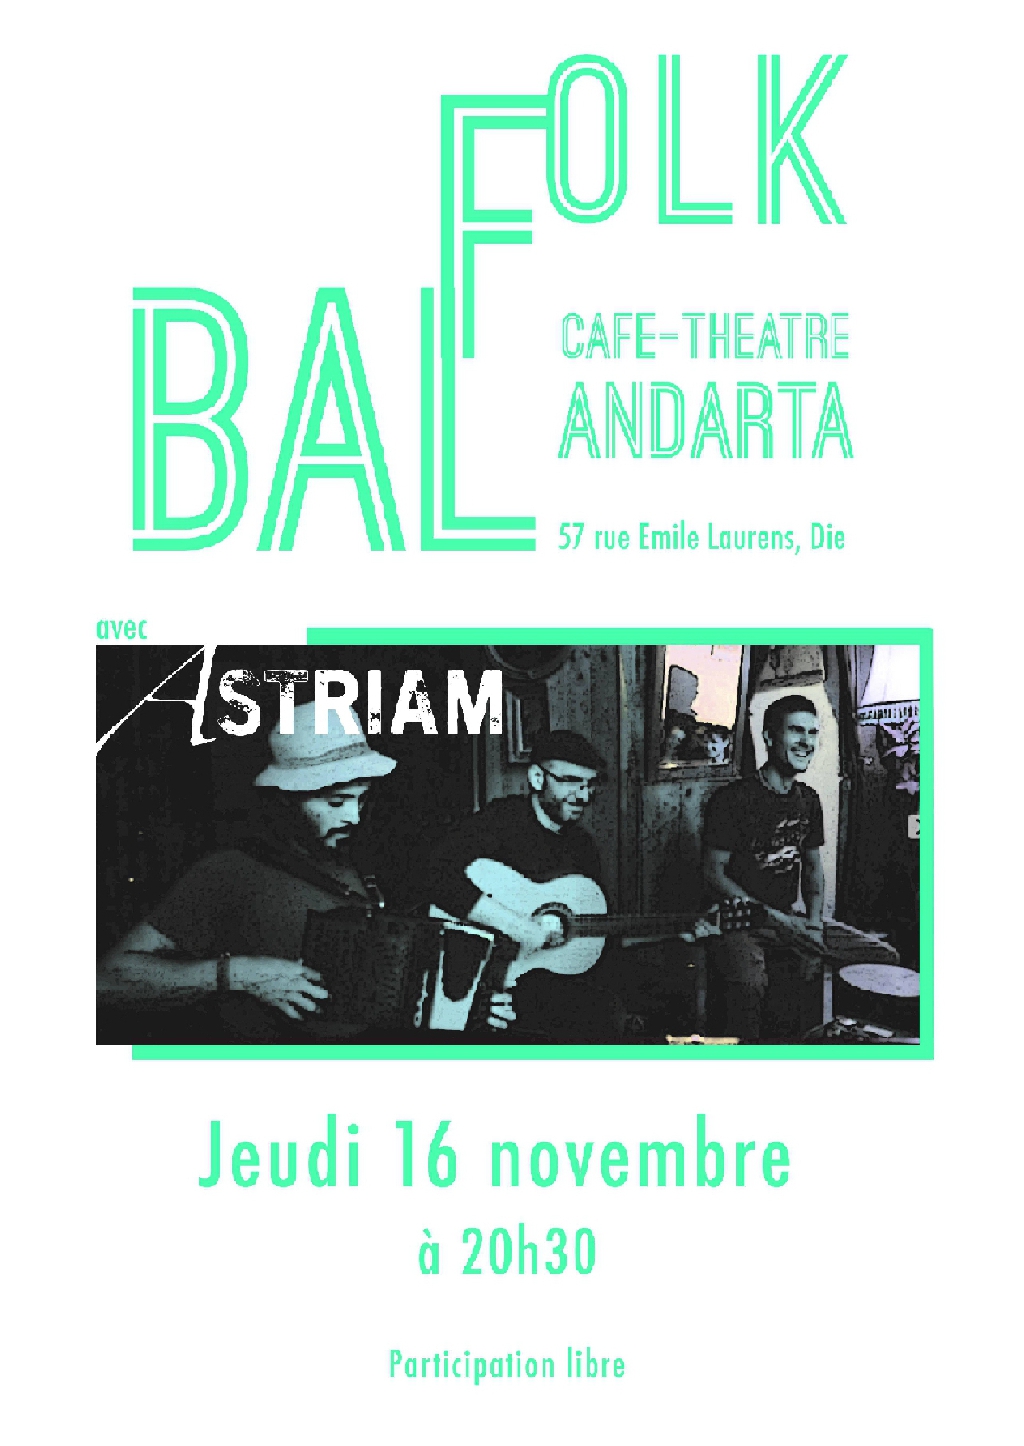 BAL FOLK
CAFE-THEATRE
ANDARTA
57 rue Emile Laurens, Die
avec
ASTRIAM
Jeudi 16 novembre
à 20h30
Participation libre